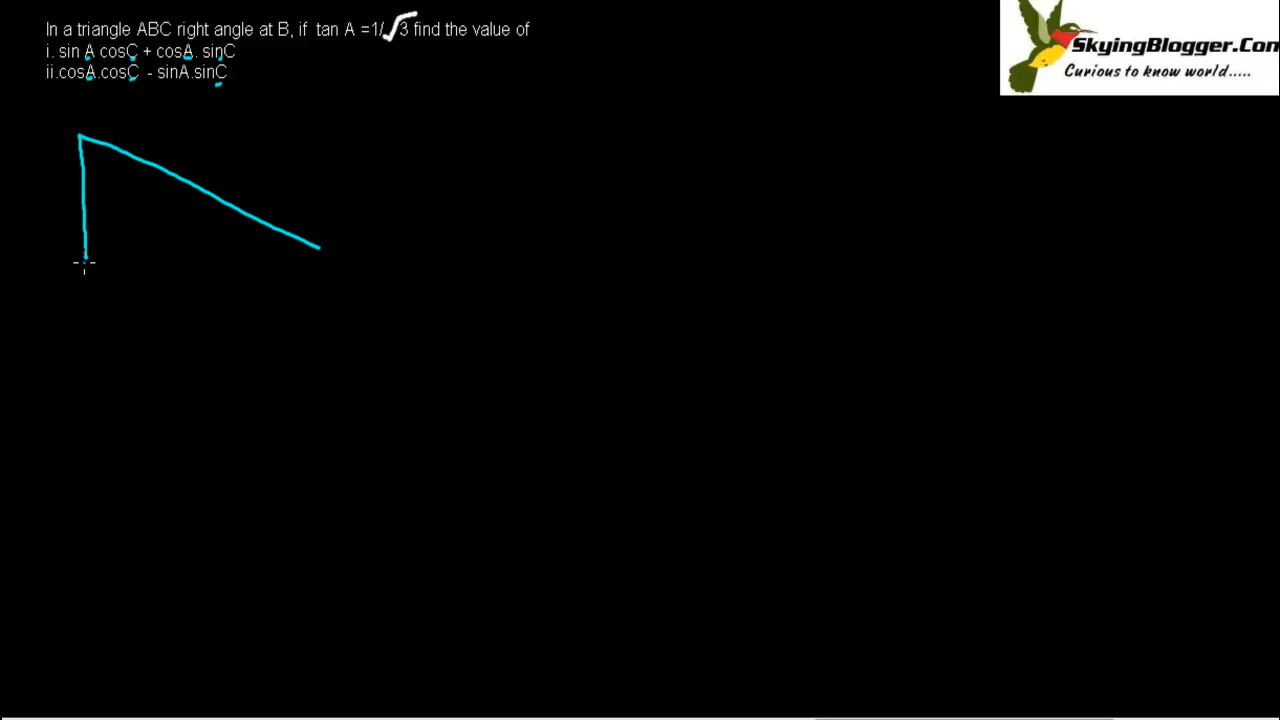 In a triangle ABC right angle at B, if tan A =1/√3 find the value of
i. sin A cosC + cosA. sinC
ii.cosA.cosC - sinA.sinC
SkyingBlogger.Con
Curious to know world.....